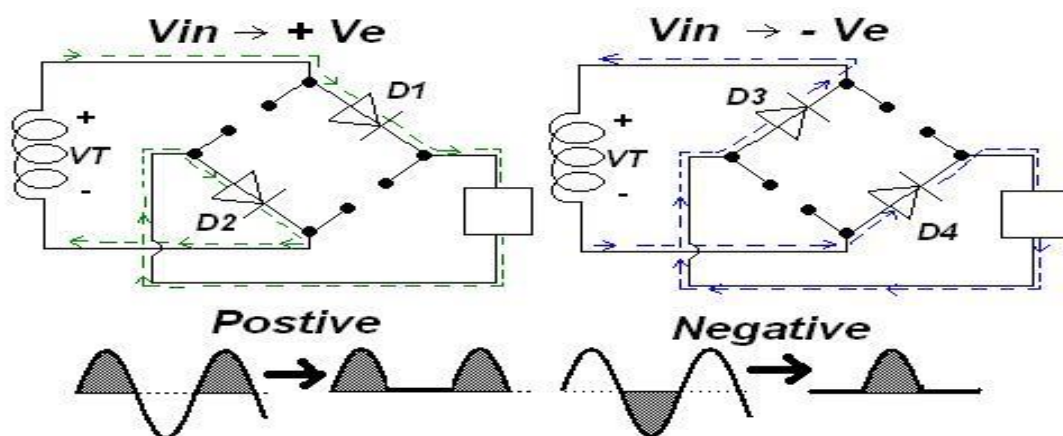 Vin → + Ve
D1
+
VT
-
D2
Vin → - Ve
D3
+
VT
-
D4
Postive
Negative